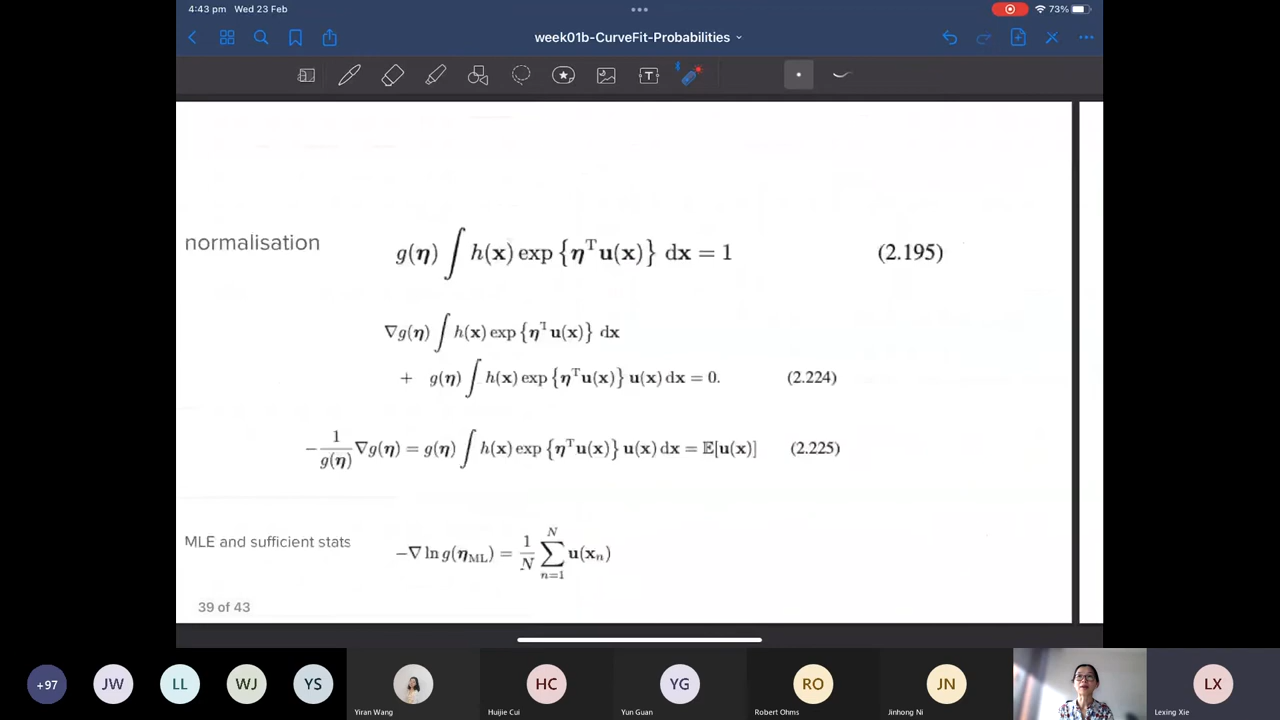 4:43 pm Wed 23 Feb
73%
week01b-CurveFit-Probabilities
normalisation g(η) ∫ h(x) exp {ηᵀu(x)} dx = 1 (2.195)
∇g(η) ∫ h(x) exp {ηᵀu(x)} dx
+ g(η) ∫ h(x) exp {ηᵀu(x)} u(x) dx = 0. (2.224)
− 1/g(η) ∇g(η) = g(η) ∫ h(x) exp {ηᵀu(x)} u(x) dx = 𝔼[u(x)] (2.225)
MLE and sufficient stats −∇ ln g(η_ML) = 1/N ∑_{n=1}^{N} u(x_n)
39 of 43
+97 JW LL WJ YS HC YG RO JN LX
Yiran Wang Huijie Cui Yun Guan Robert Ohms Jinhong Ni Lexing Xie